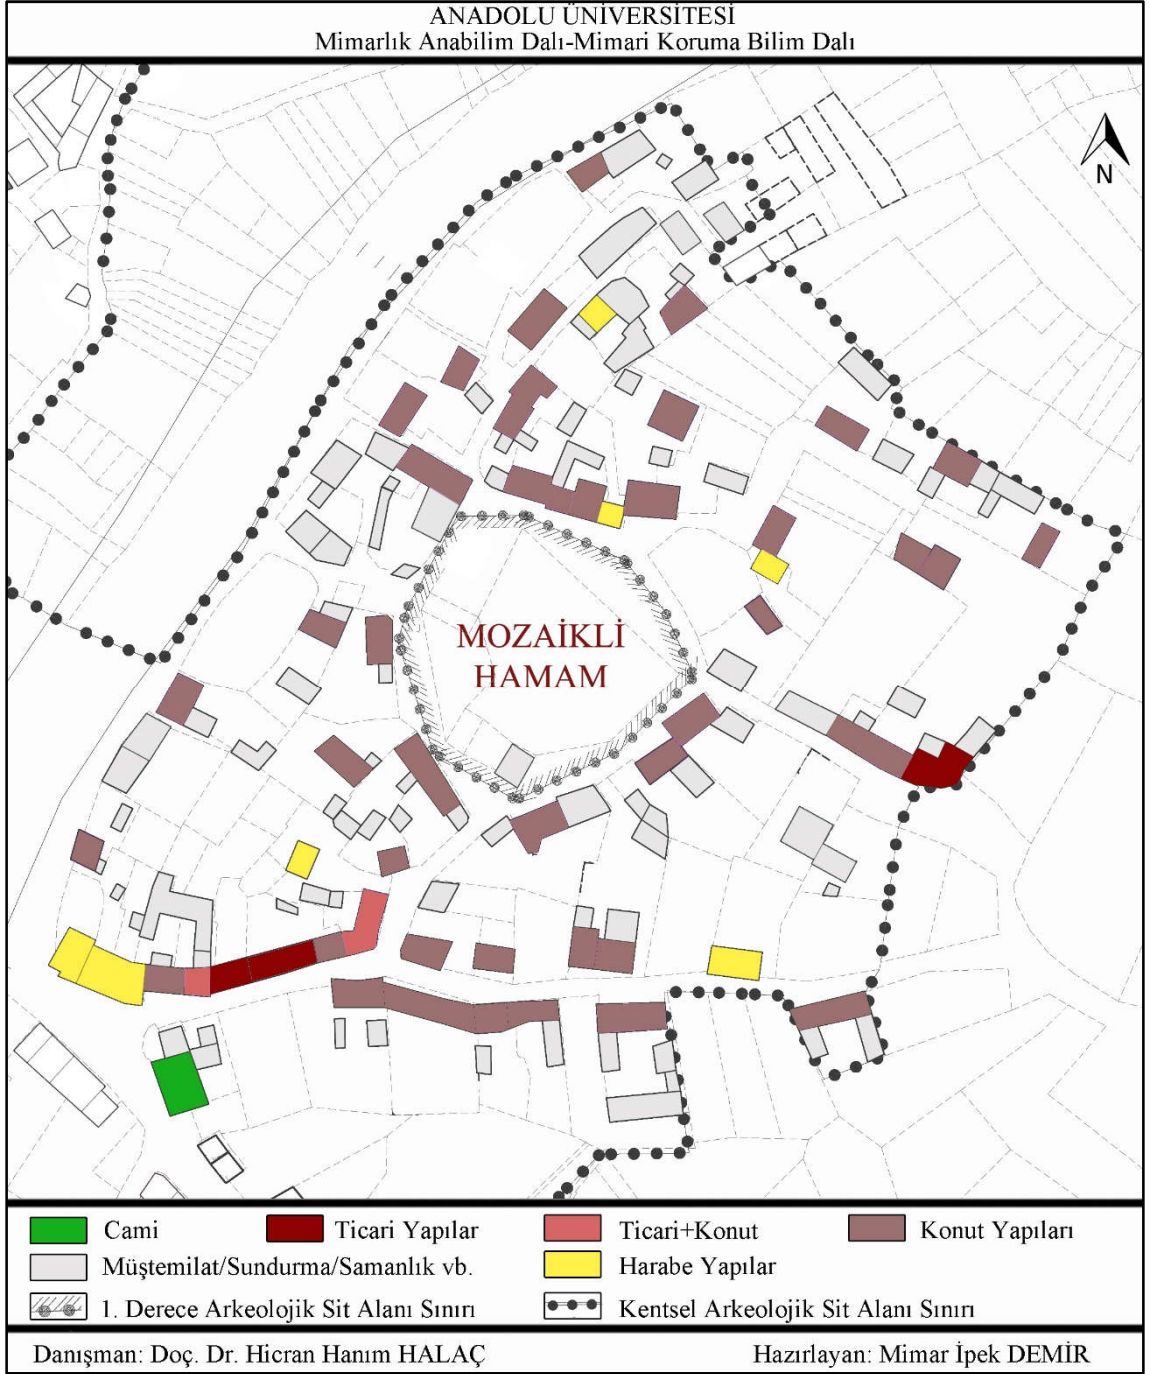 ANADOLU ÜNİVERSİTESİ
Mimarlık Anabilim Dalı-Mimari Koruma Bilim Dalı
N
MOZAİKLİ
HAMAM
Cami
Ticari Yapılar
Ticari+Konut
Konut Yapıları
Müştemilat/Sundurma/Samanlık vb.
Harabe Yapılar
1. Derece Arkeolojik Sit Alanı Sınırı
Kentsel Arkeolojik Sit Alanı Sınırı
Danışman: Doç. Dr. Hicran Hanım HALAÇ
Hazırlayan: Mimar İpek DEMİR